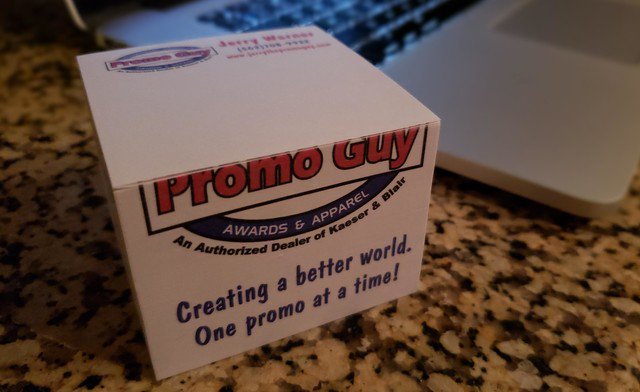 Promo Guy
Jerry Warner
Promo Guy
AWARDS & APPAREL
An Authorized Dealer of Kaeser & Blair
Creating a better world.
One promo at a time!